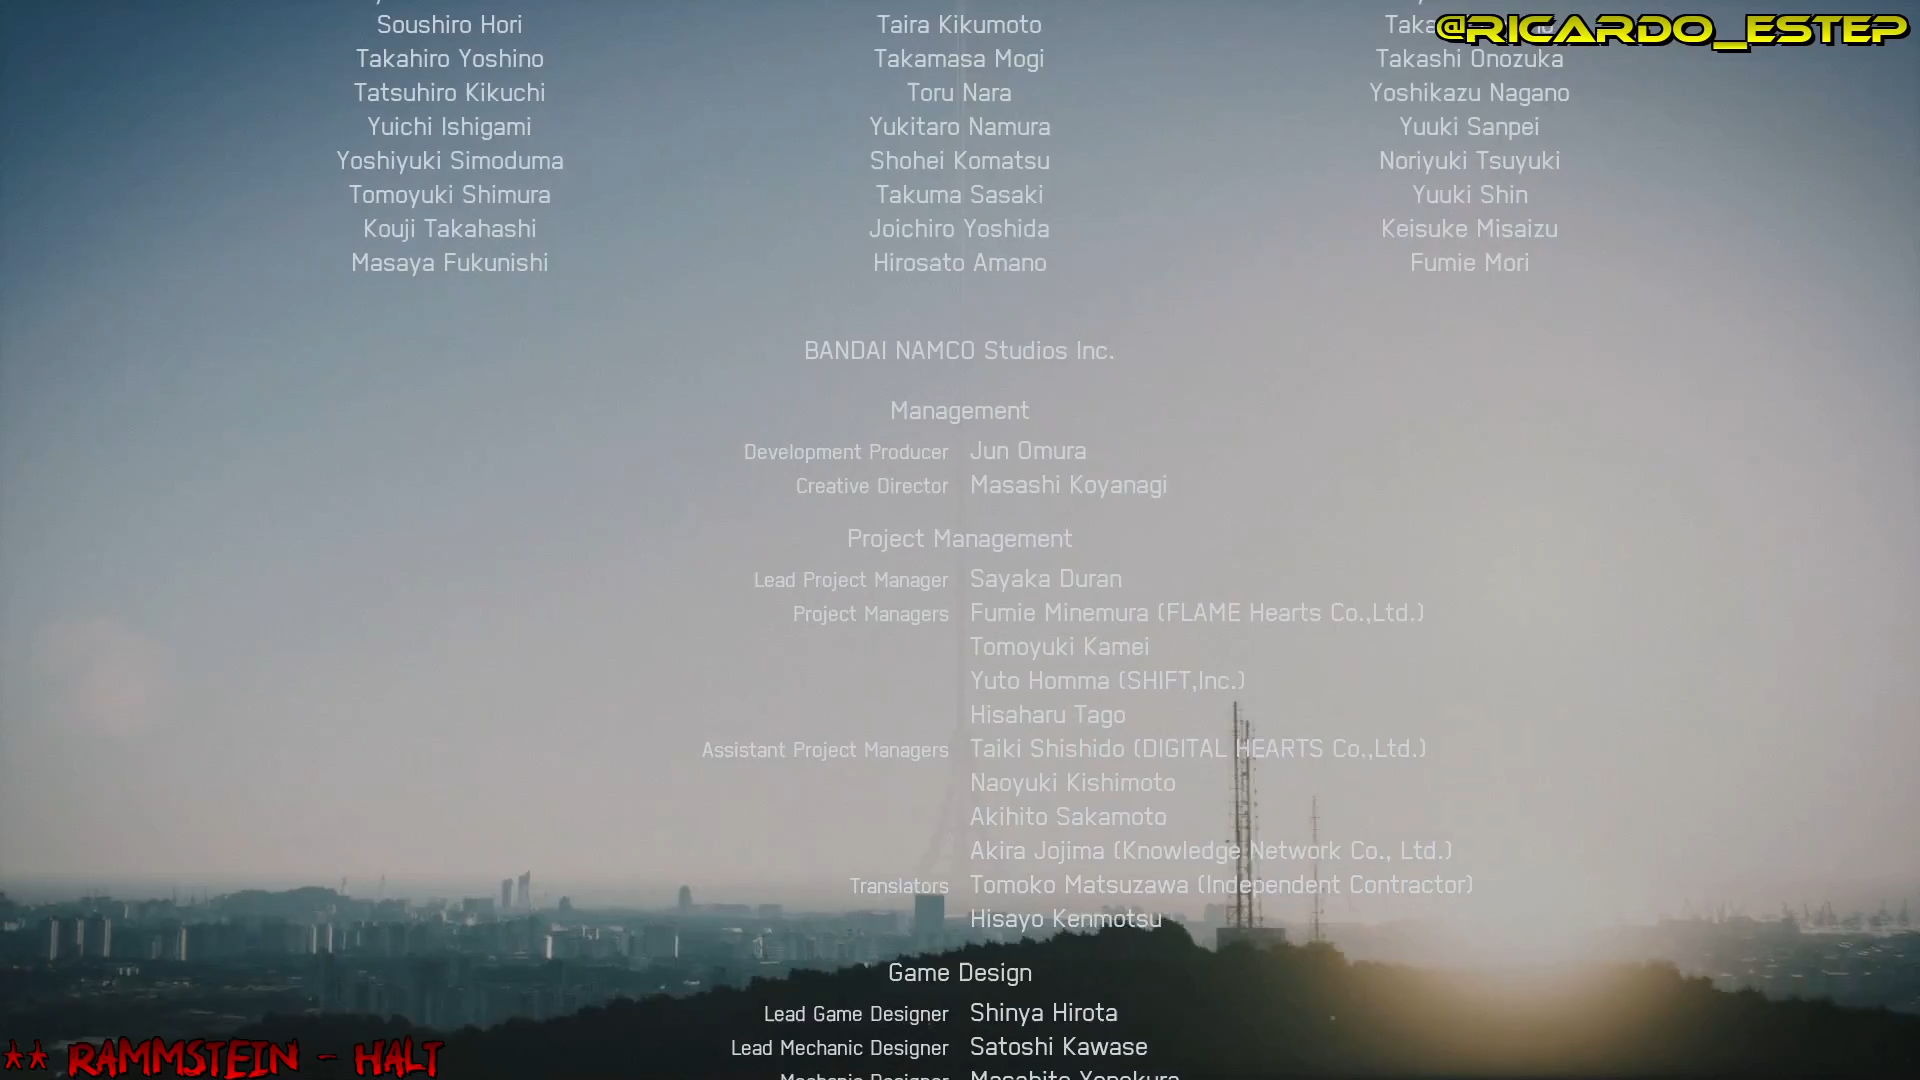 @RICARDO_ESTEP
Soushiro Hori Taira Kikumoto
Takahiro Yoshino Takamasa Mogi Takashi Onozuka
Tatsuhiro Kikuchi Toru Nara Yoshikazu Nagano
Yuichi Ishigami Yukitaro Namura Yuuki Sanpei
Yoshiyuki Simoduma Shohei Komatsu Noriyuki Tsuyuki
Tomoyuki Shimura Takuma Sasaki Yuuki Shin
Kouji Takahashi Joichiro Yoshida Keisuke Misaizu
Masaya Fukunishi Hirosato Amano Fumie Mori
BANDAI NAMCO Studios Inc.
Management
Development Producer Jun Omura
Creative Director Masashi Koyanagi
Project Management
Lead Project Manager Sayaka Duran
Project Managers Fumie Minemura (FLAME Hearts Co.,Ltd.)
Tomoyuki Kamei
Yuto Homma (SHIFT,Inc.)
Hisaharu Tago
Assistant Project Managers Taiki Shishido (DIGITAL HEARTS Co.,Ltd.)
Naoyuki Kishimoto
Akihito Sakamoto
Akira Jojima (Knowledge Network Co., Ltd.)
Translators Tomoko Matsuzawa (Independent Contractor)
Hisayo Kenmotsu
Game Design
Lead Game Designer Shinya Hirota
Lead Mechanic Designer Satoshi Kawase
Mechanic Designer Masahito Yonokura
** RAMMSTEIN - HALT